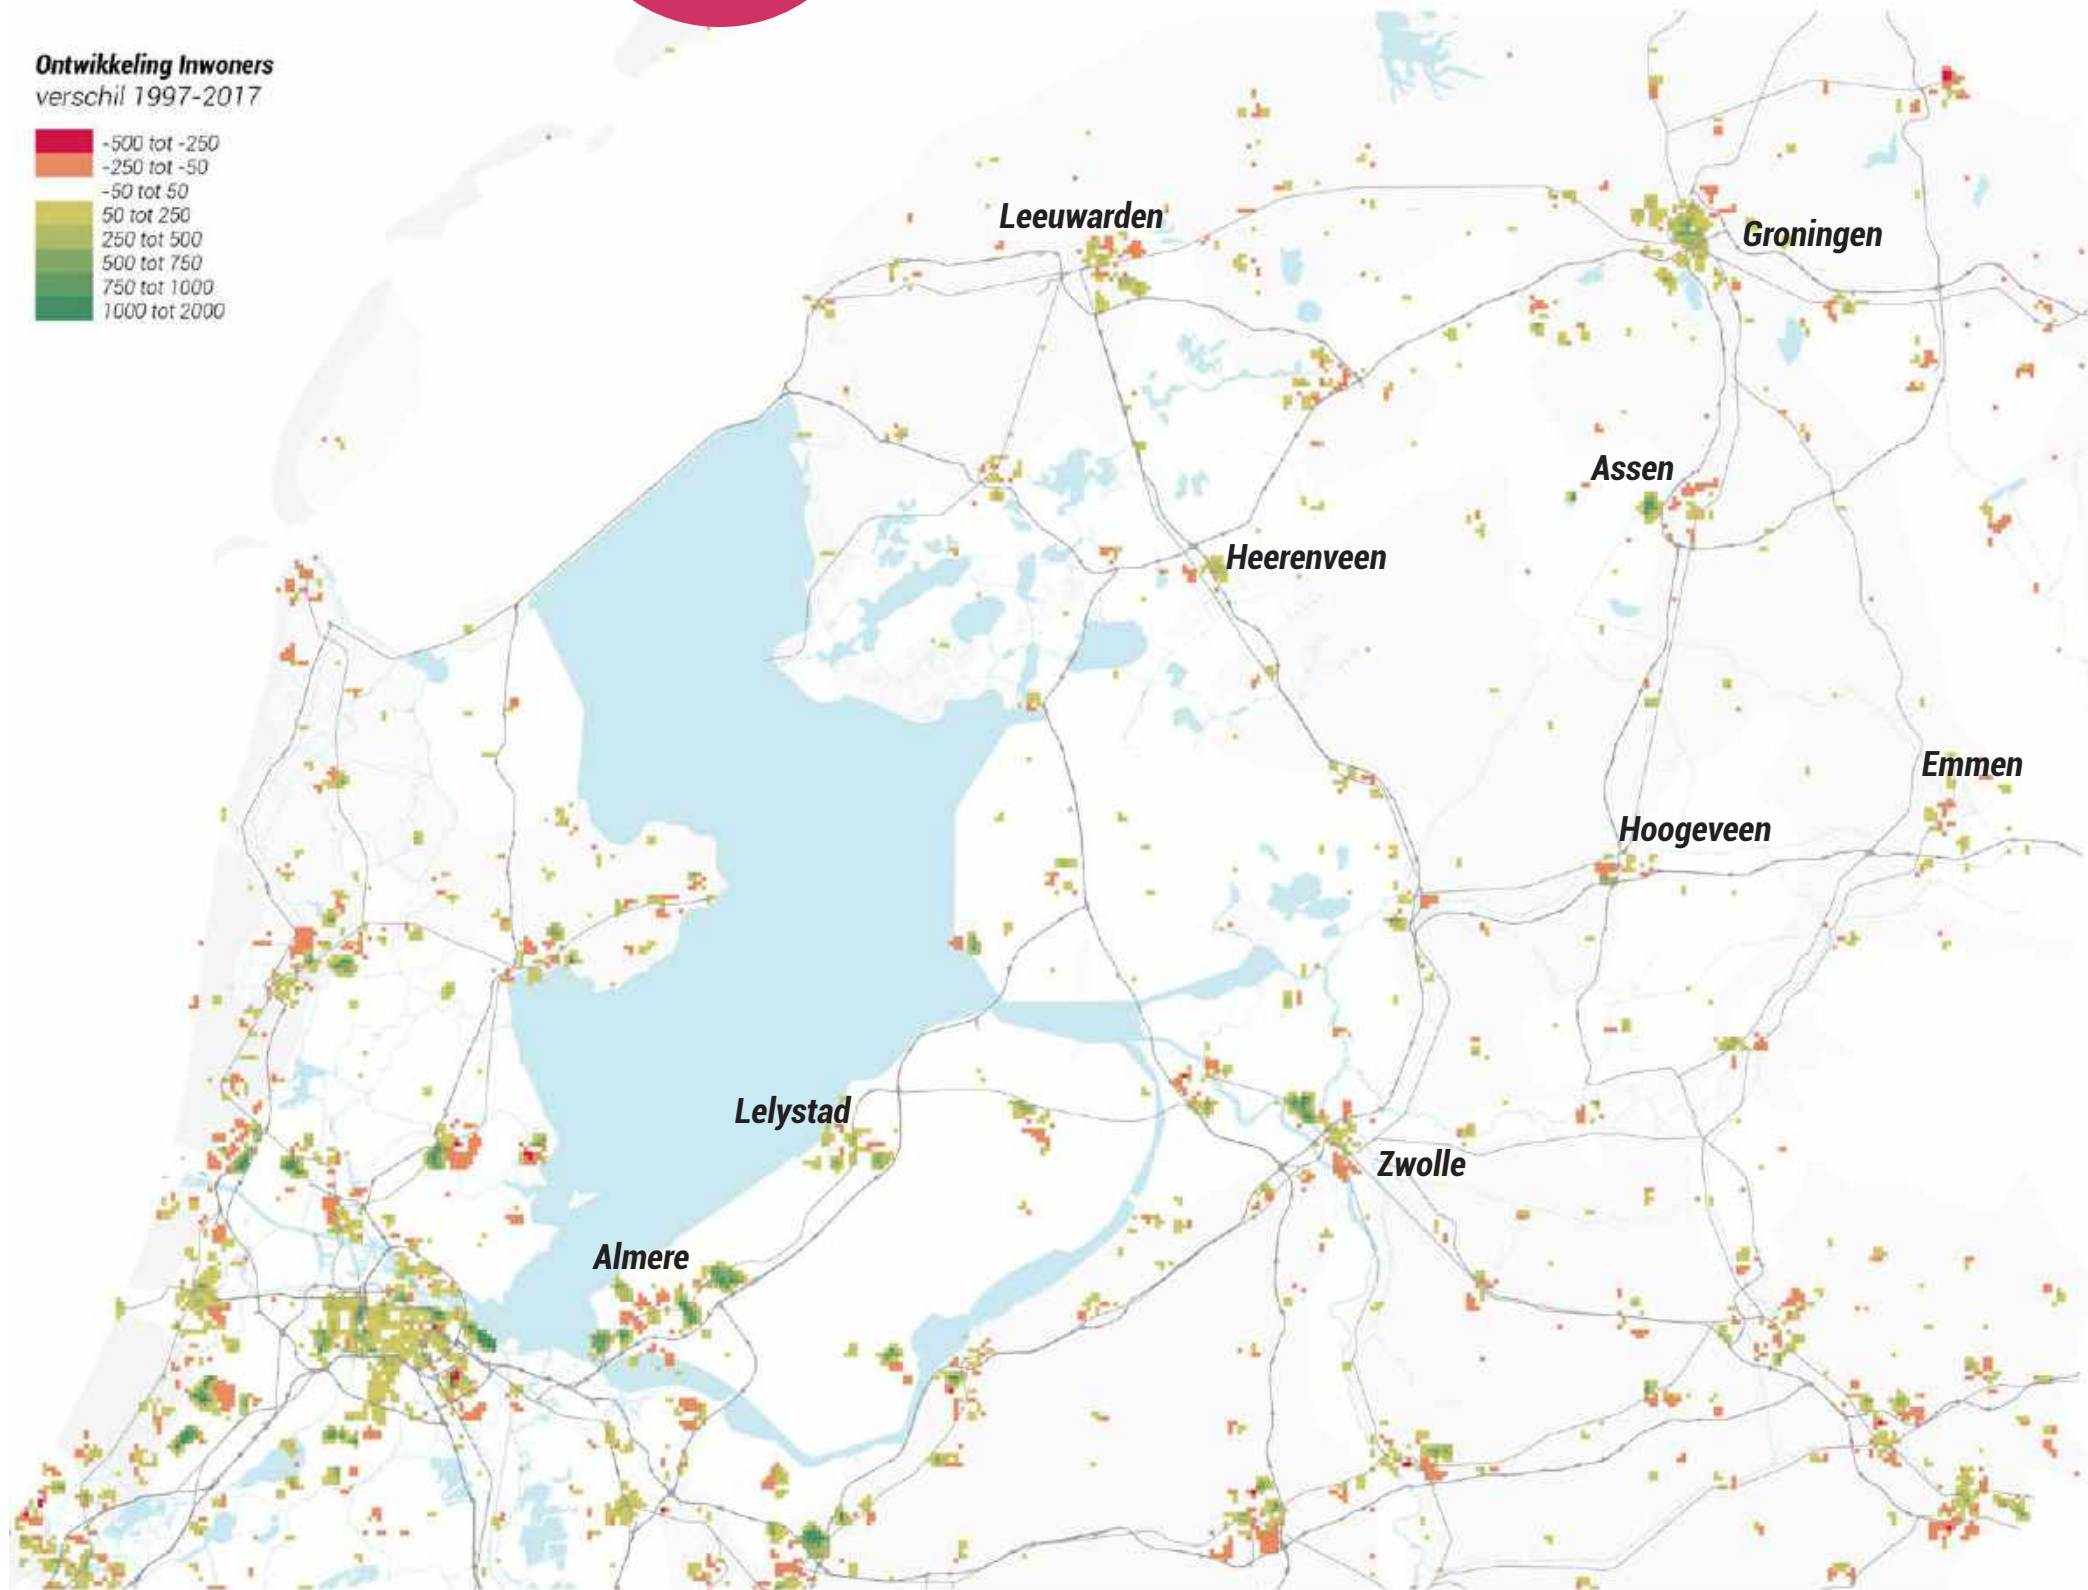 Ontwikkeling Inwoners
verschil 1997-2017
-500 tot -250
-250 tot -50
-50 tot 50
50 tot 250
250 tot 500
500 tot 750
750 tot 1000
1000 tot 2000
Leeuwarden
Groningen
Assen
Heerenveen
Emmen
Hoogeveen
Lelystad
Zwolle
Almere